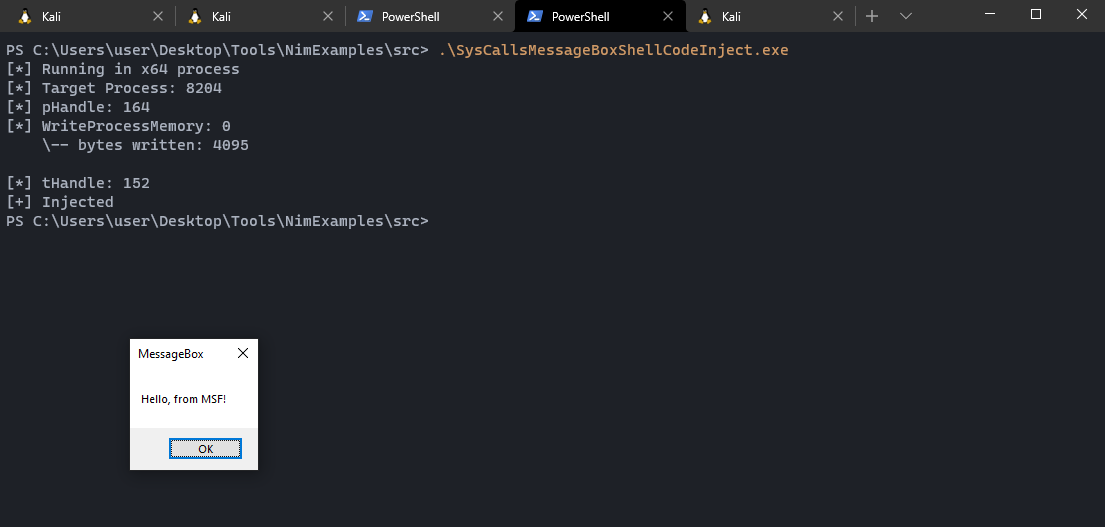 Kali
Kali
PowerShell
PowerShell
Kali
PS C:\Users\user\Desktop\Tools\NimExamples\src> .\SysCallsMessageBoxShellCodeInject.exe
[*] Running in x64 process
[*] Target Process: 8204
[*] pHandle: 164
[*] WriteProcessMemory: 0
    \-- bytes written: 4095
[*] tHandle: 152
[+] Injected
PS C:\Users\user\Desktop\Tools\NimExamples\src>
MessageBox
Hello, from MSF!
OK